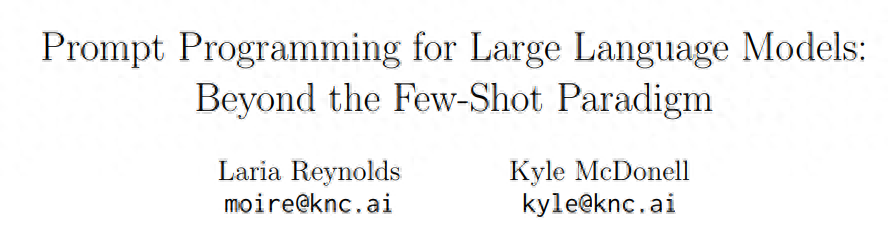 Prompt Programming for Large Language Models:
Beyond the Few-Shot Paradigm
Laria Reynolds Kyle McDonell
moire@knc.ai kyle@knc.ai